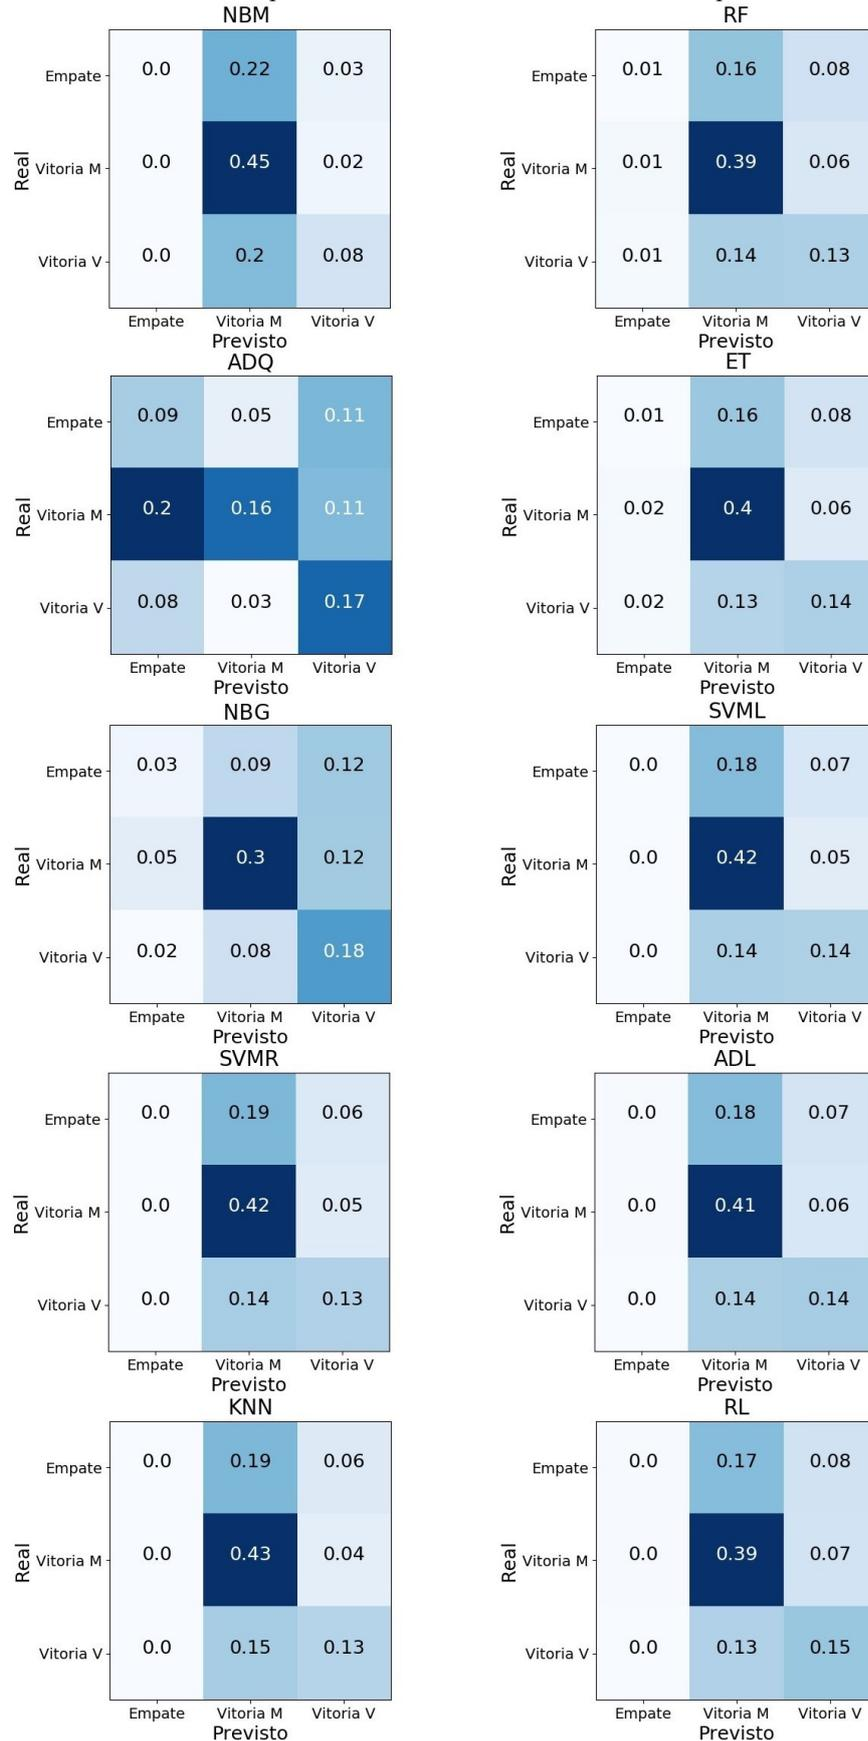 NBM
RF
Empate 0.0 0.22 0.03
Empate 0.01 0.16 0.08
Real Vitoria M 0.0 0.45 0.02
Real Vitoria M 0.01 0.39 0.06
Vitoria V 0.0 0.2 0.08
Vitoria V 0.01 0.14 0.13
Empate Vitoria M Vitoria V
Empate Vitoria M Vitoria V
Previsto
Previsto
ADQ
ET
Empate 0.09 0.05 0.11
Empate 0.01 0.16 0.08
Real Vitoria M 0.2 0.16 0.11
Real Vitoria M 0.02 0.4 0.06
Vitoria V 0.08 0.03 0.17
Vitoria V 0.02 0.13 0.14
Empate Vitoria M Vitoria V
Empate Vitoria M Vitoria V
Previsto
Previsto
NBG
SVML
Empate 0.03 0.09 0.12
Empate 0.0 0.18 0.07
Real Vitoria M 0.05 0.3 0.12
Real Vitoria M 0.0 0.42 0.05
Vitoria V 0.02 0.08 0.18
Vitoria V 0.0 0.14 0.14
Empate Vitoria M Vitoria V
Empate Vitoria M Vitoria V
Previsto
Previsto
SVMR
ADL
Empate 0.0 0.19 0.06
Empate 0.0 0.18 0.07
Real Vitoria M 0.0 0.42 0.05
Real Vitoria M 0.0 0.41 0.06
Vitoria V 0.0 0.14 0.13
Vitoria V 0.0 0.14 0.14
Empate Vitoria M Vitoria V
Empate Vitoria M Vitoria V
Previsto
Previsto
KNN
RL
Empate 0.0 0.19 0.06
Empate 0.0 0.17 0.08
Real Vitoria M 0.0 0.43 0.04
Real Vitoria M 0.0 0.39 0.07
Vitoria V 0.0 0.15 0.13
Vitoria V 0.0 0.13 0.15
Empate Vitoria M Vitoria V
Empate Vitoria M Vitoria V
Previsto
Previsto